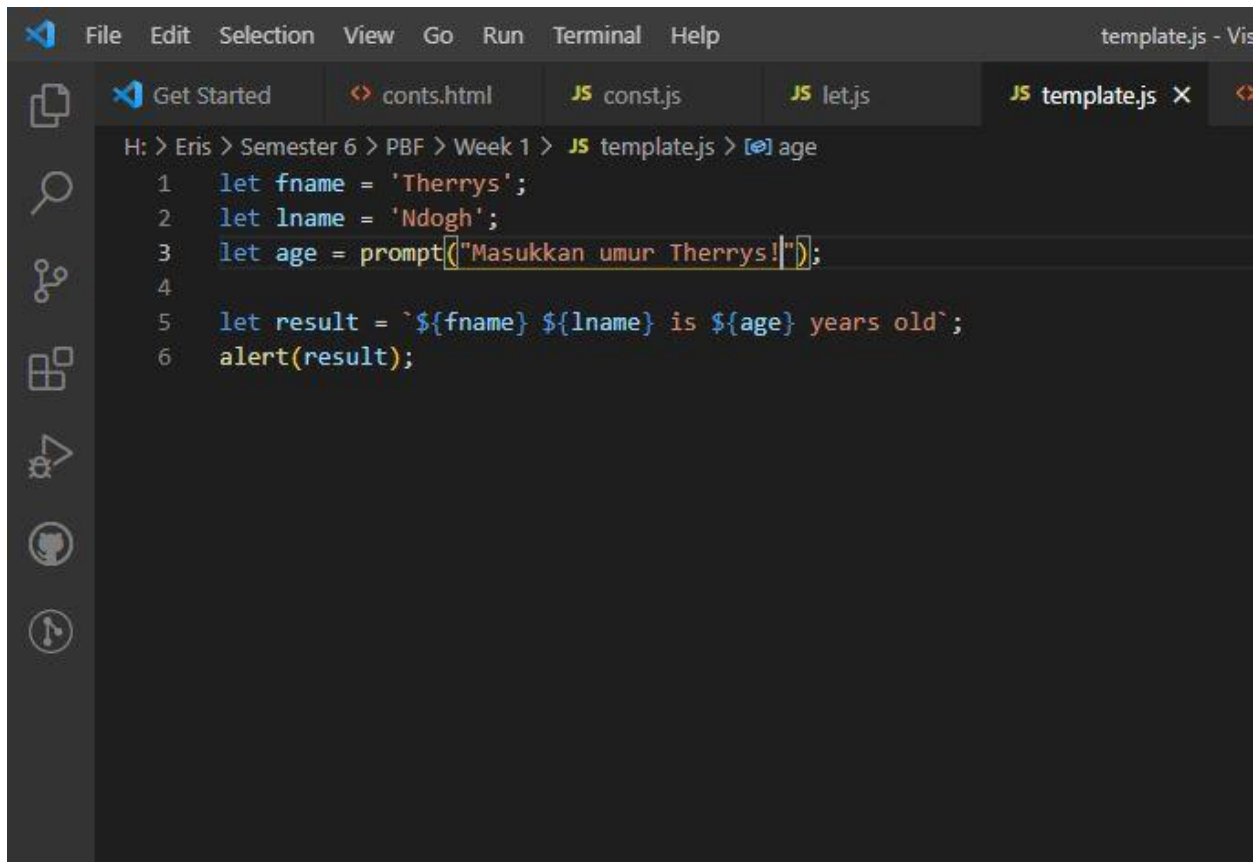 File Edit Selection View Go Run Terminal Help template.js - Vis
Get Started conts.html JS const.js JS let.js JS template.js
H: > Eris > Semester 6 > PBF > Week 1 > JS template.js > age
1 let fname = 'Therrys';
2 let lname = 'Ndogh';
3 let age = prompt("Masukkan umur Therrys!");
4
5 let result = `${fname} ${lname} is ${age} years old`;
6 alert(result);